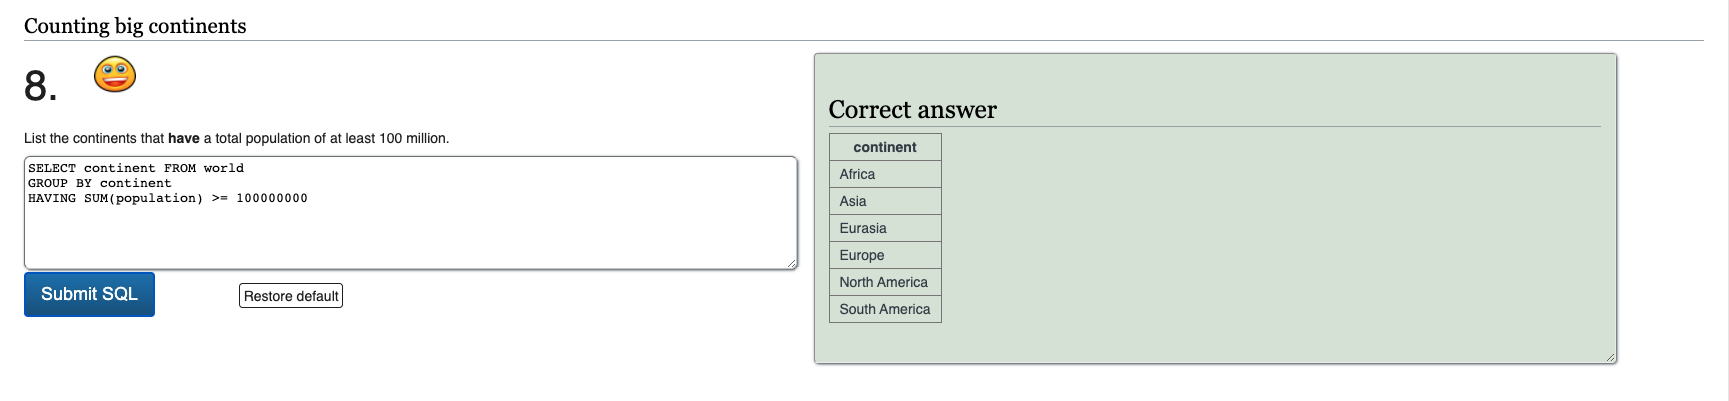 Counting big continents
8.
List the continents that have a total population of at least 100 million.
SELECT continent FROM world
GROUP BY continent
HAVING SUM(population) >= 100000000
Submit SQL
Restore default
Correct answer
continent
Africa
Asia
Eurasia
Europe
North America
South America